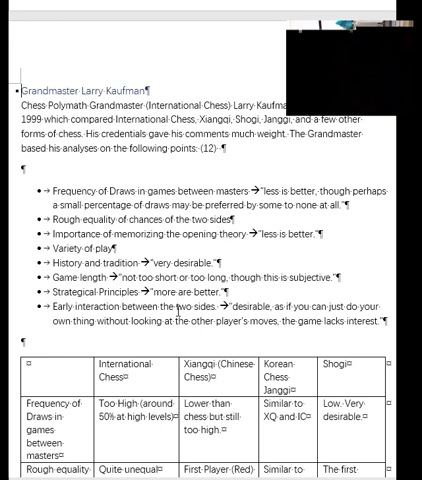 Grandmaster Larry Kaufman
Chess Polymath Grandmaster (International Chess) Larry Kaufma
1999 which compared International Chess, Xiangqi, Shogi, Janggi, and a few other
forms of chess. His credentials gave his comments much weight. The Grandmaster
based his analyses on the following points: (12)
Frequency of Draws in games between masters → "less is better, though perhaps
a small percentage of draws may be preferred by some to none at all."
Rough equality of chances of the two sides
Importance of memorizing the opening theory → "less is better."
Variety of play
History and tradition → "very desirable."
Game length → "not too short or too long, though this is subjective."
Strategical Principles → "more are better."
Early interaction between the two sides. → "desirable, as if you can just do your
own thing without looking at the other player's moves, the game lacks interest."
International Chess
Xiangqi (Chinese Chess)
Korean Chess Janggi
Shogi
Frequency of Draws in games between masters
Too High (around 50% at high levels)
Lower than chess but still too high.
Similar to XQ and IC
Low. Very desirable.
Rough equality
Quite unequal
First Player (Red)
Similar to
The first